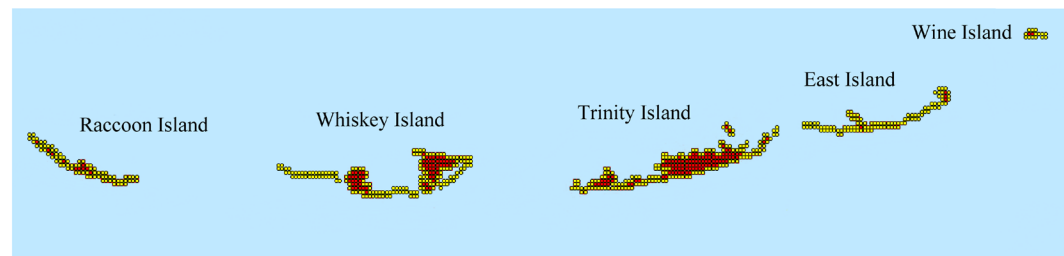 Wine Island
East Island
Trinity Island
Whiskey Island
Raccoon Island